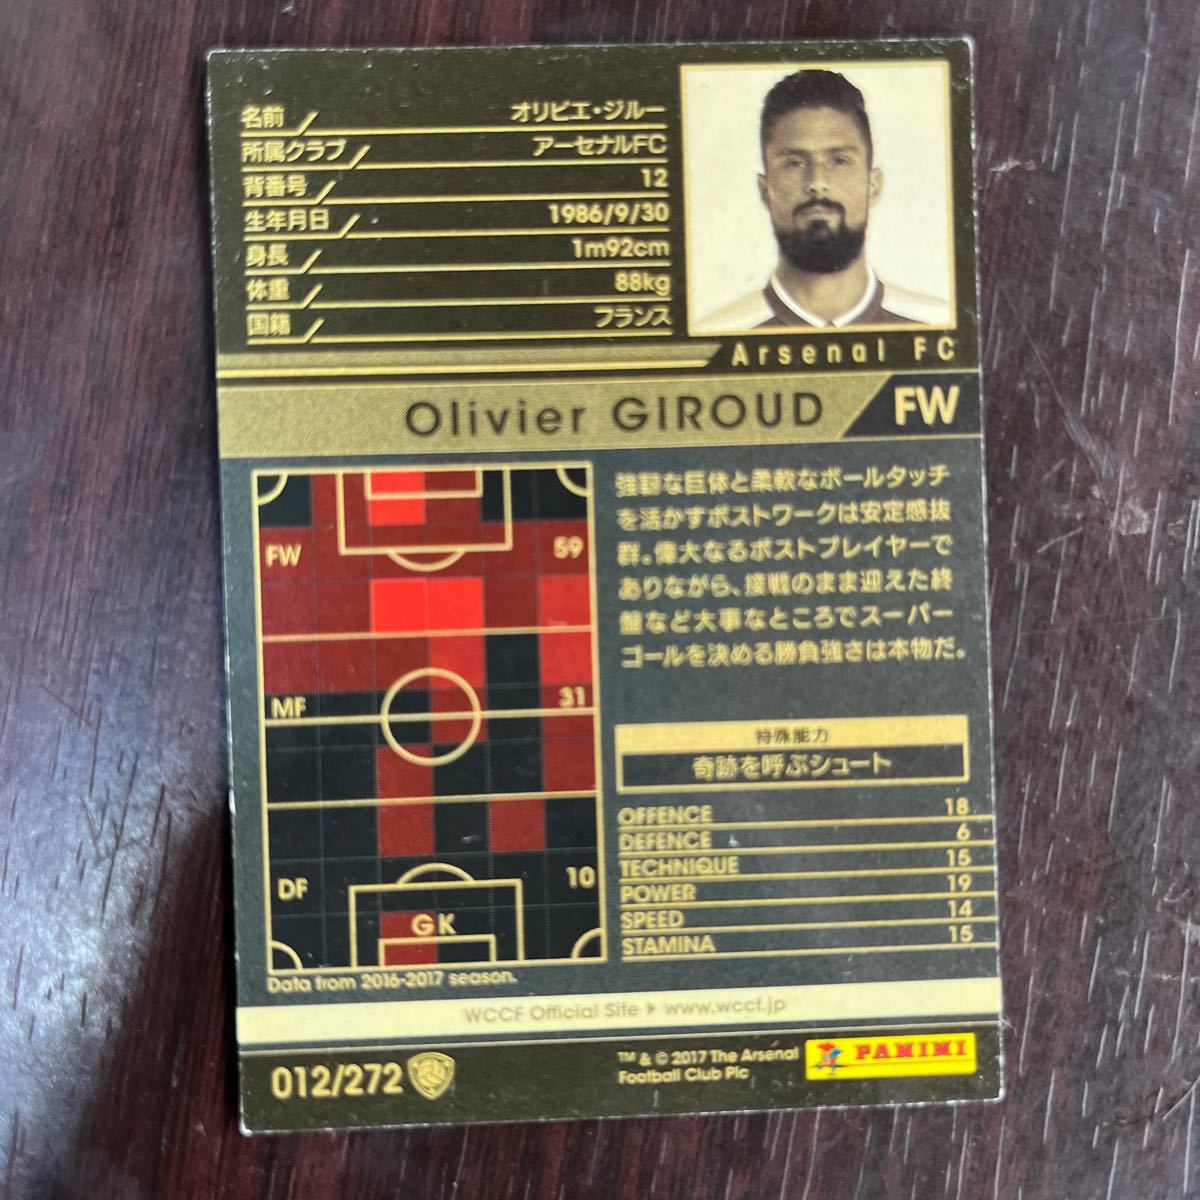 名前 オリビエ・ジルー
所属クラブ アーセナルFC
背番号 12
生年月日 1986/9/30
身長 1m92cm
体重 88kg
国籍 フランス
Arsenal FC
Olivier GIROUD FW
強靭な巨体と柔軟なボールタッチ
を活かすポストワークは安定感抜
群。偉大なるポストプレイヤーで
ありながら、接戦のまま迎えた終
盤など大事なところでスーパー
ゴールを決める勝負強さは本物だ。
FW 59
MF 31
DF 10
GK
Data from 2016-2017 season.
特殊能力
奇跡を呼ぶシュート
OFFENCE 18
DEFENCE 6
TECHNIQUE 15
POWER 19
SPEED 14
STAMINA 15
WCCF Official Site ▶ www.wccf.jp
012/272
™ & © 2017 The Arsenal
Football Club Plc
PANINI